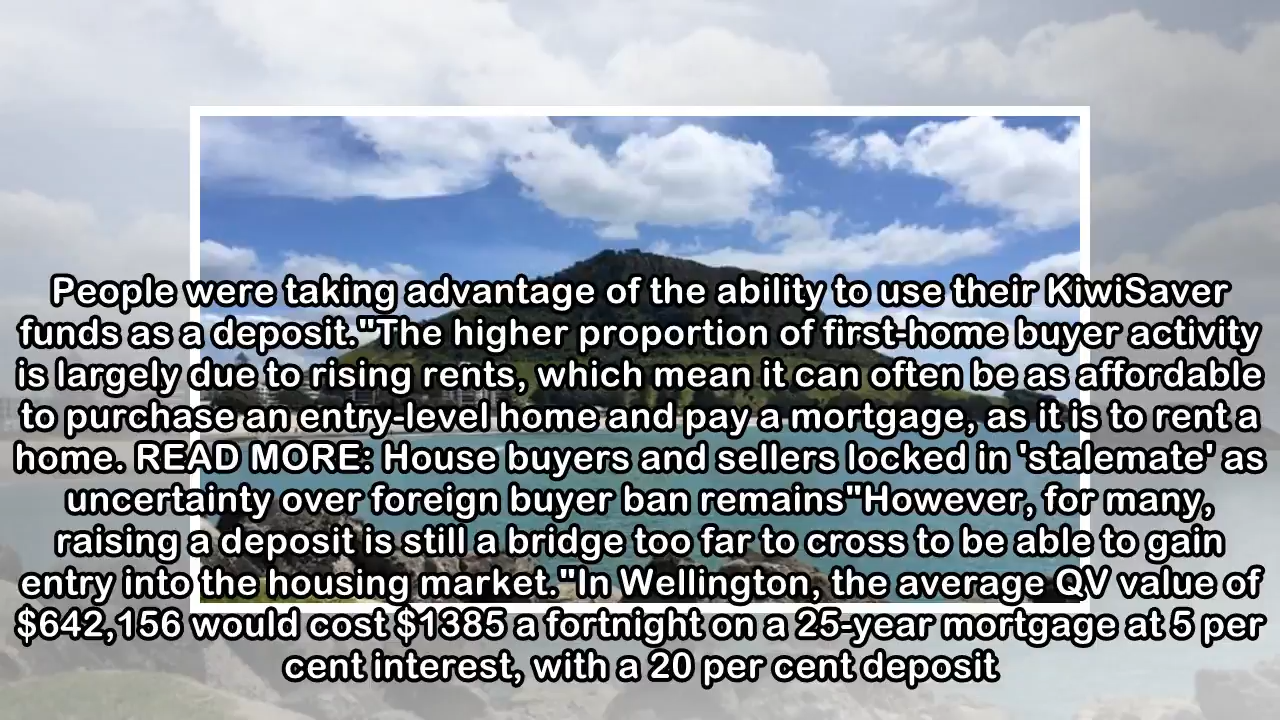 People were taking advantage of the ability to use their KiwiSaver
funds as a deposit."The higher proportion of first-home buyer activity
is largely due to rising rents, which mean it can often be as affordable
to purchase an entry-level home and pay a mortgage, as it is to rent a
home. READ MORE: House buyers and sellers locked in 'stalemate' as
uncertainty over foreign buyer ban remains"However, for many,
raising a deposit is still a bridge too far to cross to be able to gain
entry into the housing market."In Wellington, the average QV value of
$642,156 would cost $1385 a fortnight on a 25-year mortgage at 5 per
cent interest, with a 20 per cent deposit